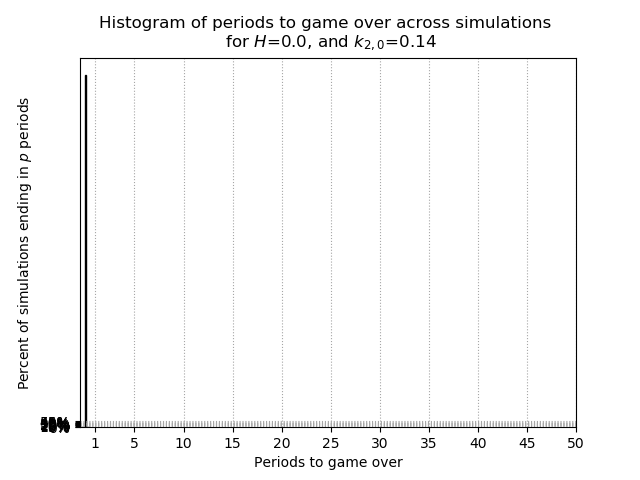 Histogram of periods to game over across simulations
for H=0.0, and k2,0=0.14
Percent of simulations ending in p periods
1 5 10 15 20 25 30 35 40 45 50
Periods to game over